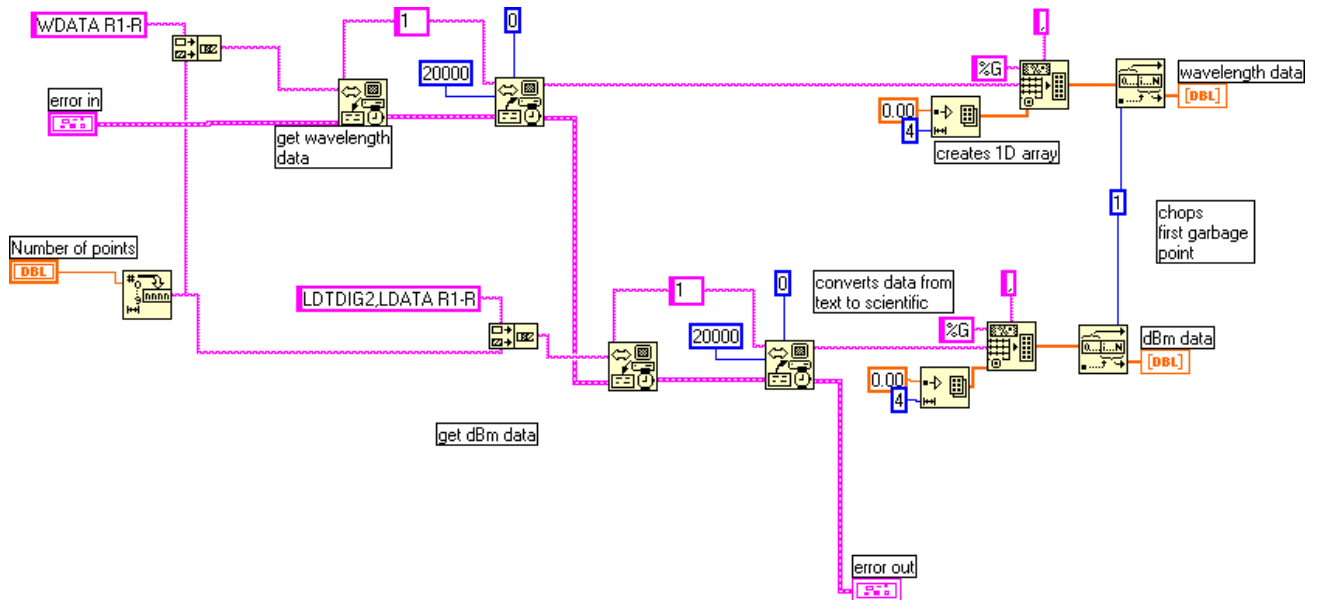 WDATA R1-R
1
0
,
20000
%G
wavelength data
[DBL]
error in
0.00
4
get wavelength
data
creates 1D array
1
chops
first garbage
point
Number of points
DBL
nnnn
LDTDIG2,LDATA R1-R
1
0
converts data from
text to scientific
,
20000
%G
dBm data
[DBL]
0.00
4
get dBm data
error out